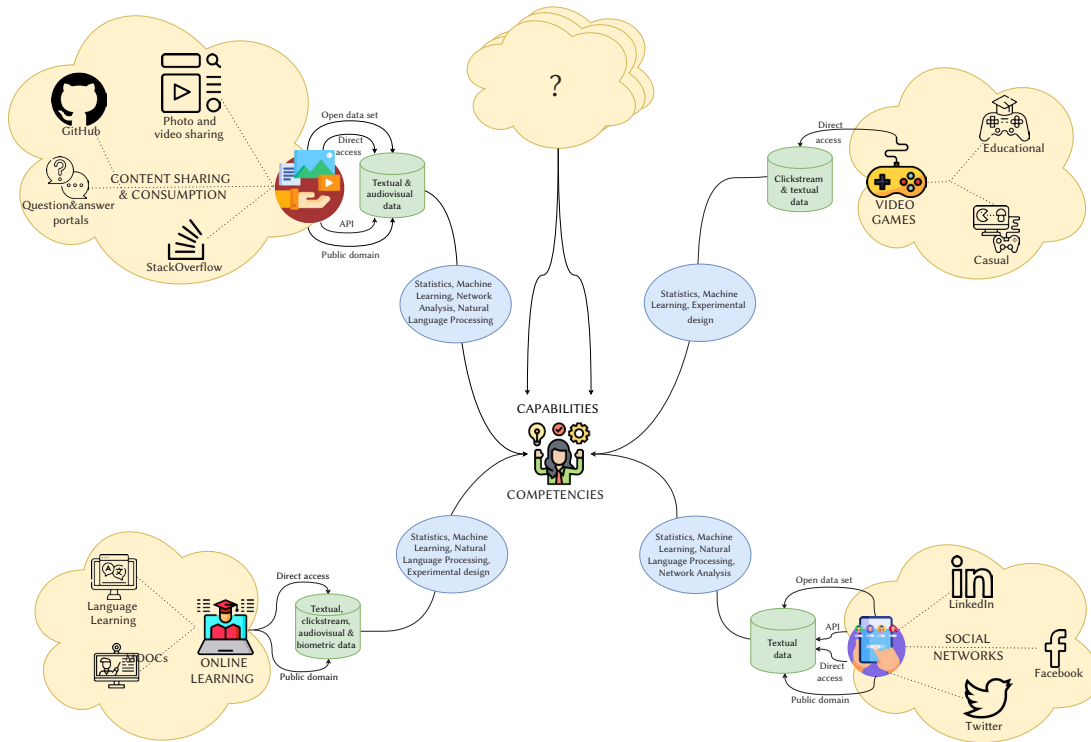 ?
GitHub
Photo and
video sharing
Question&answer
portals
CONTENT SHARING
& CONSUMPTION
StackOverflow
Open data set
Direct
access
API
Public domain
Textual &
audiovisual
data
Statistics, Machine
Learning, Network
Analysis, Natural
Language Processing
Direct
access
Clickstream
& textual
data
VIDEO
GAMES
Educational
Casual
Statistics, Machine
Learning, Experimental
design
CAPABILITIES
COMPETENCIES
Language
Learning
MOOCs
ONLINE
LEARNING
Direct access
Public domain
Textual,
clickstream,
audiovisual &
biometric data
Statistics, Machine
Learning, Natural
Language Processing,
Experimental design
Statistics, Machine
Learning, Natural
Language Processing,
Network Analysis
Open data set
API
Direct
access
Public domain
Textual
data
in
LinkedIn
SOCIAL
NETWORKS
f
Facebook
Twitter